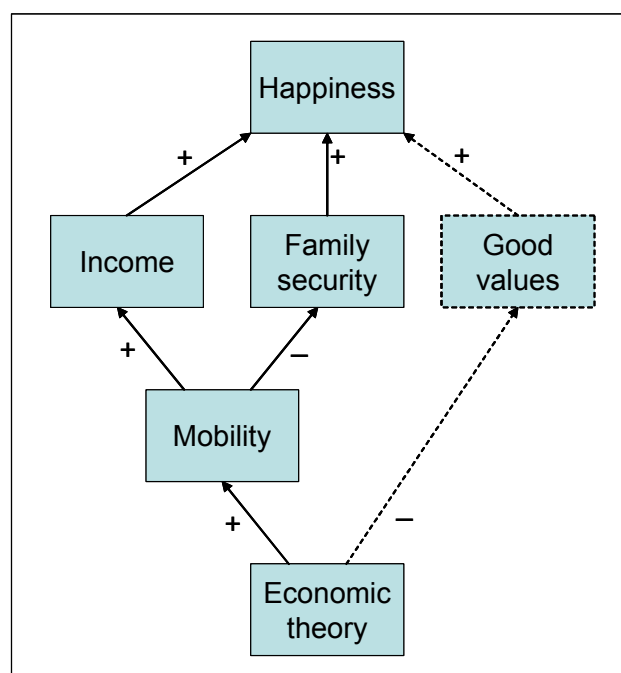 Happiness
+
+
+
Income
Family
security
Good
values
+
–
Mobility
+
–
Economic
theory